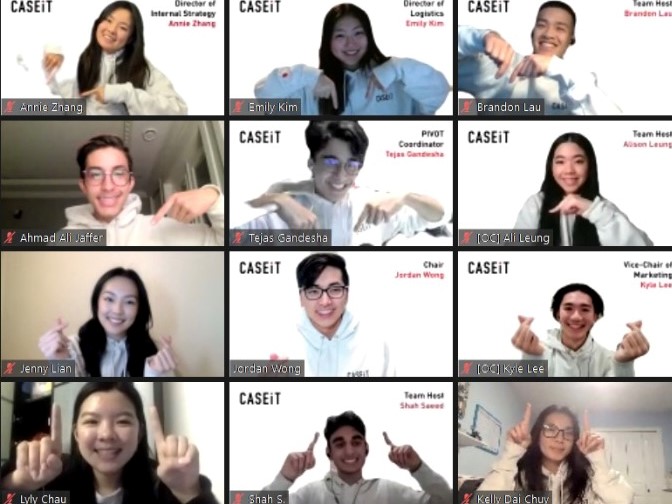 CASEiT
Director of
Internal Strategy
Annie Zhang
Annie Zhang
CASEiT
Director of
Logistics
Emily Kim
CASEiT
Emily Kim
CASEiT
Team Host
Brandon Lau
Brandon Lau
Ahmad Ali Jaffer
CASEiT
PIVOT
Coordinator
Tejas Gandesha
Tejas Gandesha
CASEiT
Team Host
Alison Leung
[OC] Ali Leung
Jenny Lian
CASEiT
Chair
Jordan Wong
CASEiT
Jordan Wong
CASEiT
Vice-Chair of
Marketing
Kyle Lee
[OC] Kyle Lee
Lyly Chau
CASEiT
Team Host
Shah Saeed
Shah S.
Kelly Dai Chuy